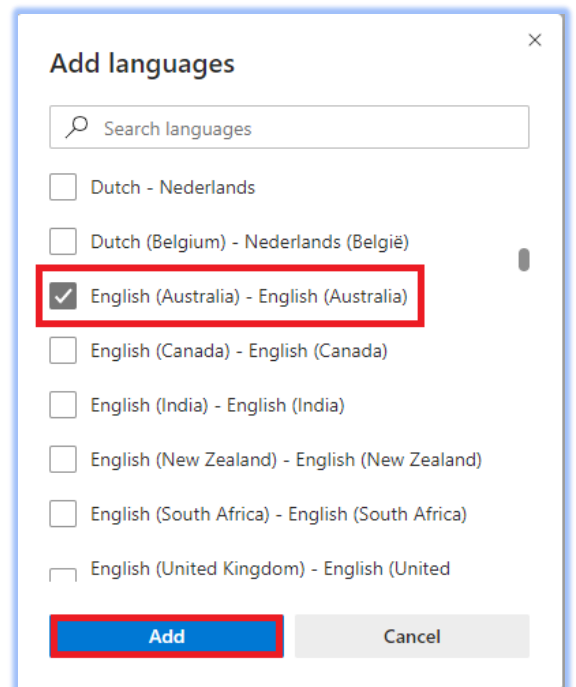 Add languages
Search languages
Dutch - Nederlands
Dutch (Belgium) - Nederlands (België)
English (Australia) - English (Australia)
English (Canada) - English (Canada)
English (India) - English (India)
English (New Zealand) - English (New Zealand)
English (South Africa) - English (South Africa)
English (United Kingdom) - English (United
Add
Cancel